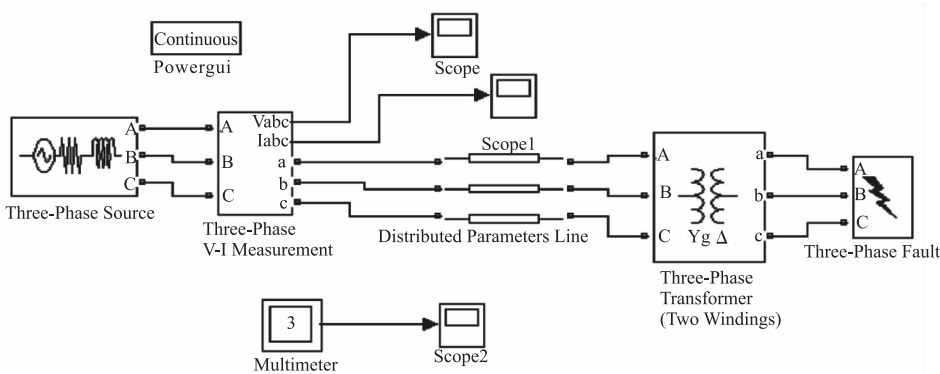 Continuous
Powergui
Scope
Vabc
Iabc
A
B
C
A
B
C
a
b
c
Scope1
A
B
C
a
b
c
Yg Δ
A
B
C
Three-Phase Source
Three-Phase
V-I Measurement
Distributed Parameters Line
Three-Phase
Transformer
(Two Windings)
Three-Phase Fault
3
Multimeter
Scope2